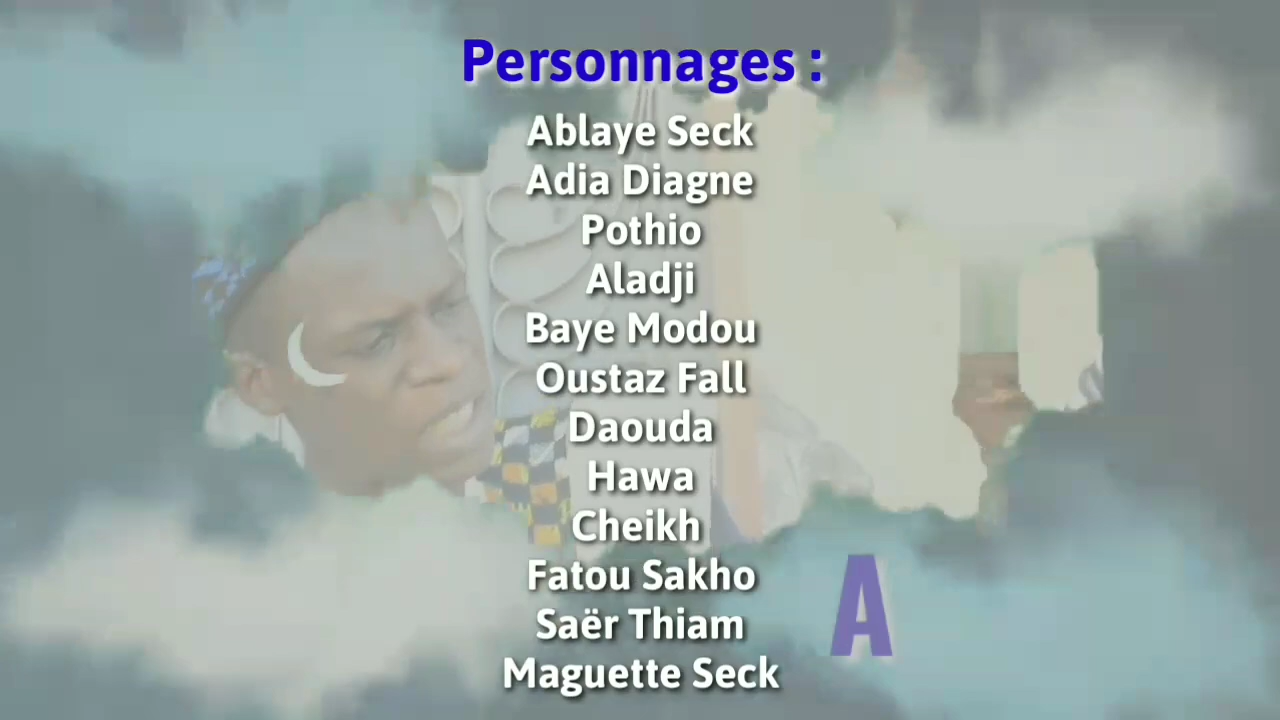 Personnages :
Ablaye Seck
Adia Diagne
Pothio
Aladji
Baye Modou
Oustaz Fall
Daouda
Hawa
Cheikh
Fatou Sakho
Saër Thiam
Maguette Seck
A